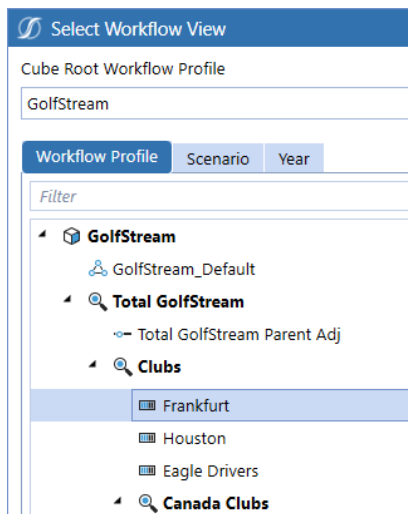 Select Workflow View
Cube Root Workflow Profile
GolfStream
Workflow Profile Scenario Year
Filter
GolfStream
GolfStream_Default
Total GolfStream
Total GolfStream Parent Adj
Clubs
Frankfurt
Houston
Eagle Drivers
Canada Clubs